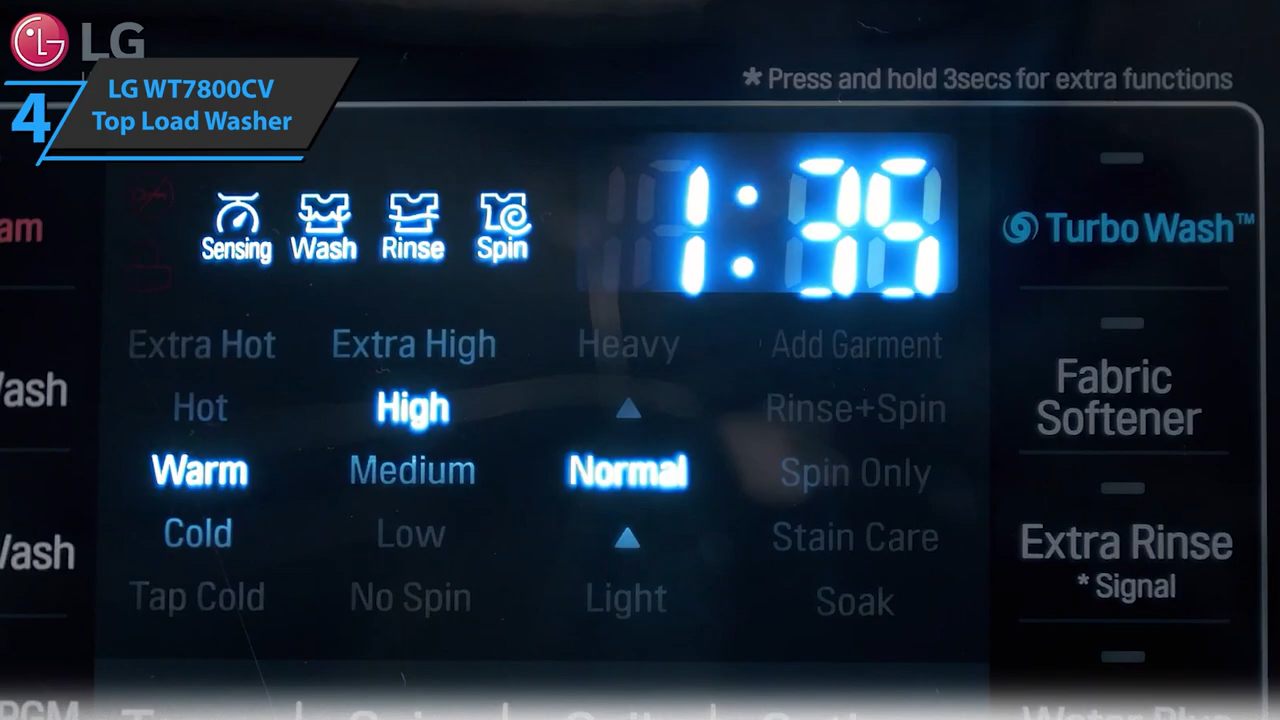 LG
4
LG WT7800CV
Top Load Washer
* Press and hold 3secs for extra functions
Sensing Wash Rinse Spin
1:35
Turbo Wash™
Extra Hot Extra High Heavy Add Garment
Hot High Rinse+Spin
Warm Medium Normal Spin Only
Cold Low Stain Care
Tap Cold No Spin Light Soak
Fabric
Softener
Extra Rinse
* Signal